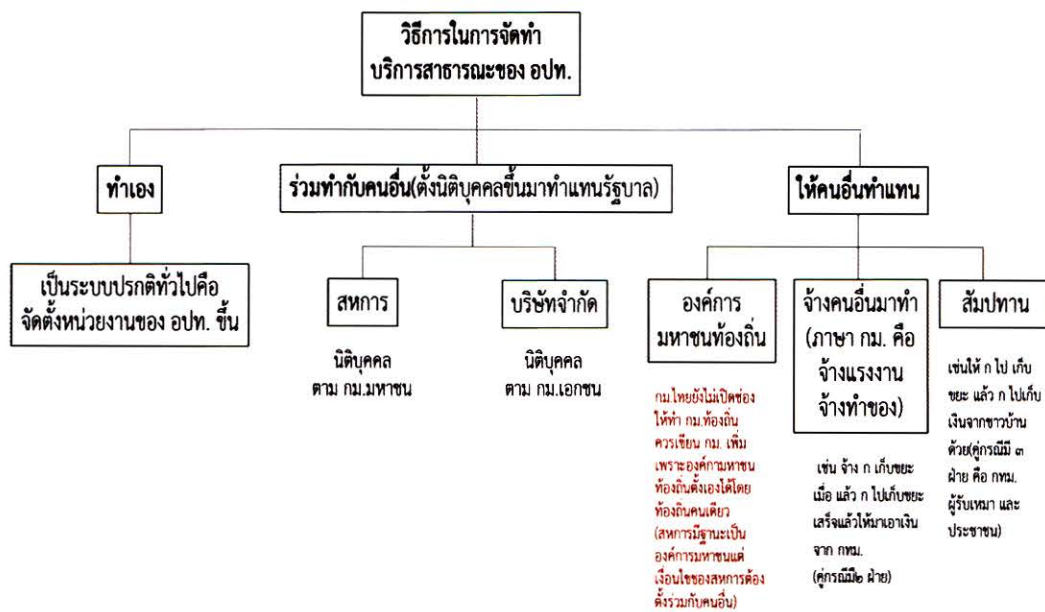 วิธีการในการจัดทำ
บริการสาธารณะของ อปท.
ทำเอง
ร่วมทำกับคนอื่น(ตั้งนิติบุคคลขึ้นมาทำแทนรัฐบาล)
ให้คนอื่นทำแทน
เป็นระบบปรกติทั่วไปคือ
จัดตั้งหน่วยงานของ อปท. ขึ้น
สหการ
นิติบุคคล
ตาม กม.มหาชน
บริษัทจำกัด
นิติบุคคล
ตาม กม.เอกชน
องค์การ
มหาชนท้องถิ่น
กม.ไทยยังไม่เปิดช่อง
ให้ทำ กม.ท้องถิ่น
ควรเขียน กม. เพิ่ม
เพราะองค์กามหาชน
ท้องถิ่นตั้งเองได้โดย
ท้องถิ่นคนเดียว
(สหการมีฐานะเป็น
องค์การมหาชนแต่
เงื่อนไขของสหการต้อง
ตั้งร่วมกับคนอื่น)
จ้างคนอื่นมาทำ
(ภาษา กม. คือ
จ้างแรงงาน
จ้างทำของ)
เช่น จ้าง ก เก็บขยะ
เมื่อ แล้ว ก ไปเก็บขยะ
เสร็จแล้วให้มาเอาเงิน
จาก กทม.
(คู่กรณีมี๒ ฝ่าย)
สัมปทาน
เช่นให้ ก ไป เก็บ
ขยะ แล้ว ก ไปเก็บ
เงินจากชาวบ้าน
ด้วย(คู่กรณีมี ๓
ฝ่าย คือ กทม.
ผู้รับเหมา และ
ประชาชน)